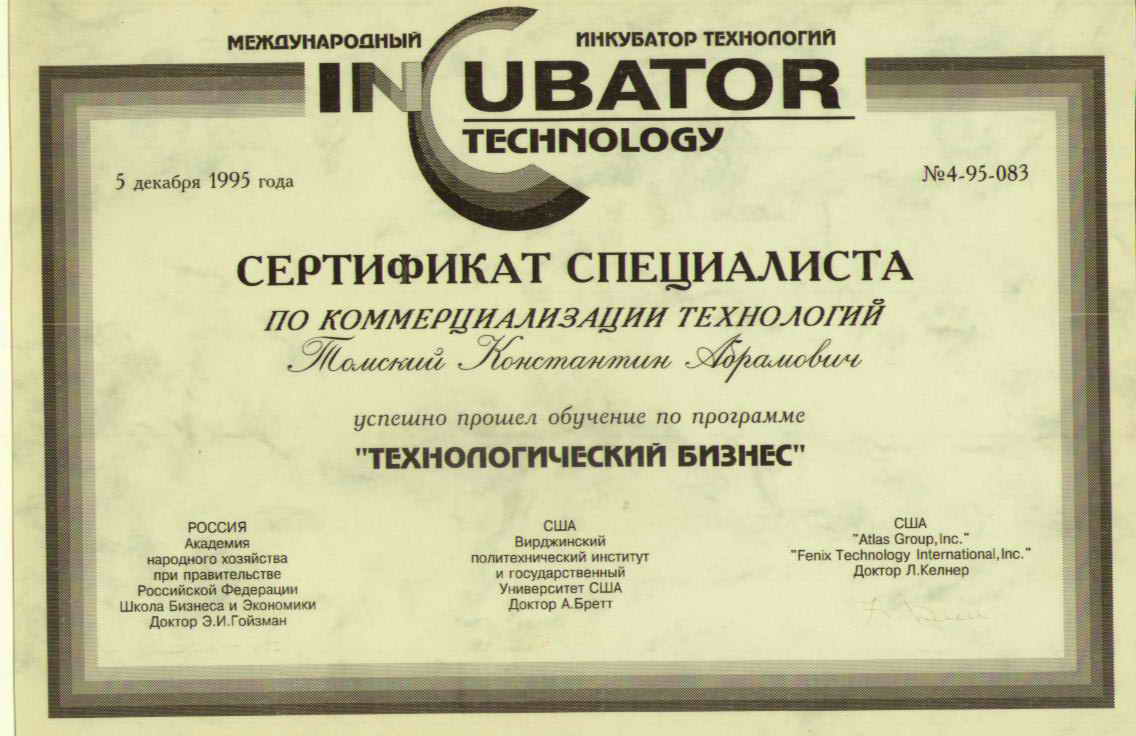 МЕЖДУНАРОДНЫЙ ИНКУБАТОР ТЕХНОЛОГИЙ
INCUBATOR
TECHNOLOGY
5 декабря 1995 года
№4-95-083
СЕРТИФИКАТ СПЕЦИАЛИСТА
ПО КОММЕРЦИАЛИЗАЦИИ ТЕХНОЛОГИЙ
Томский Константин Абрамович
успешно прошел обучение по программе
"ТЕХНОЛОГИЧЕСКИЙ БИЗНЕС"
РОССИЯ
Академия
народного хозяйства
при правительстве
Российской Федерации
Школа Бизнеса и Экономики
Доктор Э.И.Гойзман
США
Вирджинский
политехнический институт
и государственный
Университет США
Доктор А.Бретт
США
"Atlas Group,Inc."
"Fenix Technology International,Inc."
Доктор Л.Келнер